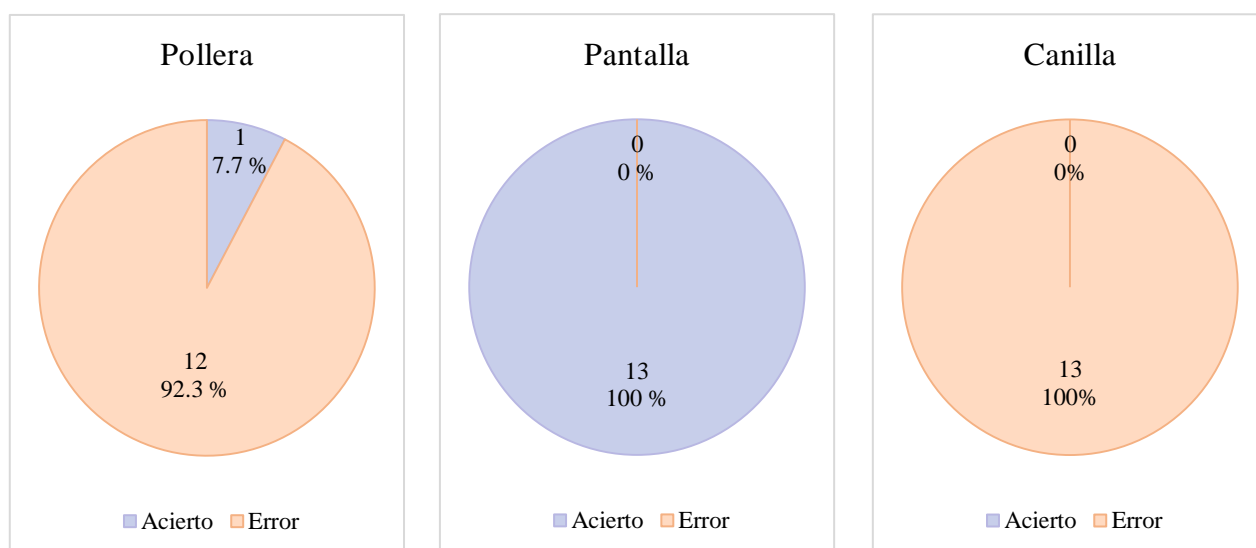 Pollera
1
7.7 %
12
92.3 %
Acierto Error
Pantalla
0
0 %
13
100 %
Acierto Error
Canilla
0
0%
13
100%
Acierto Error